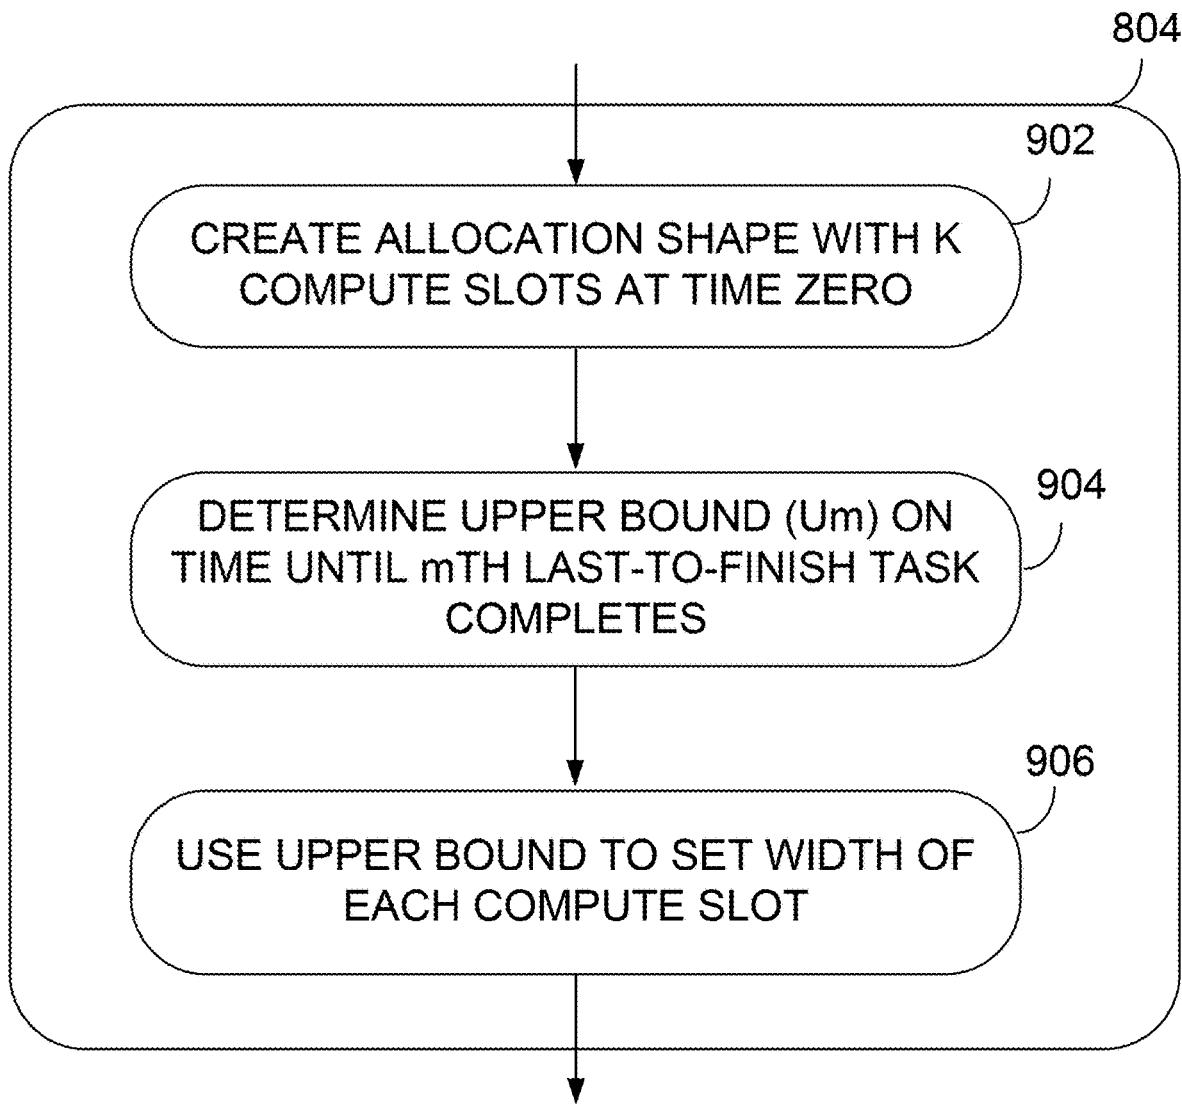 804
902
CREATE ALLOCATION SHAPE WITH K
COMPUTE SLOTS AT TIME ZERO
904
DETERMINE UPPER BOUND (Um) ON
TIME UNTIL mTH LAST-TO-FINISH TASK
COMPLETES
906
USE UPPER BOUND TO SET WIDTH OF
EACH COMPUTE SLOT